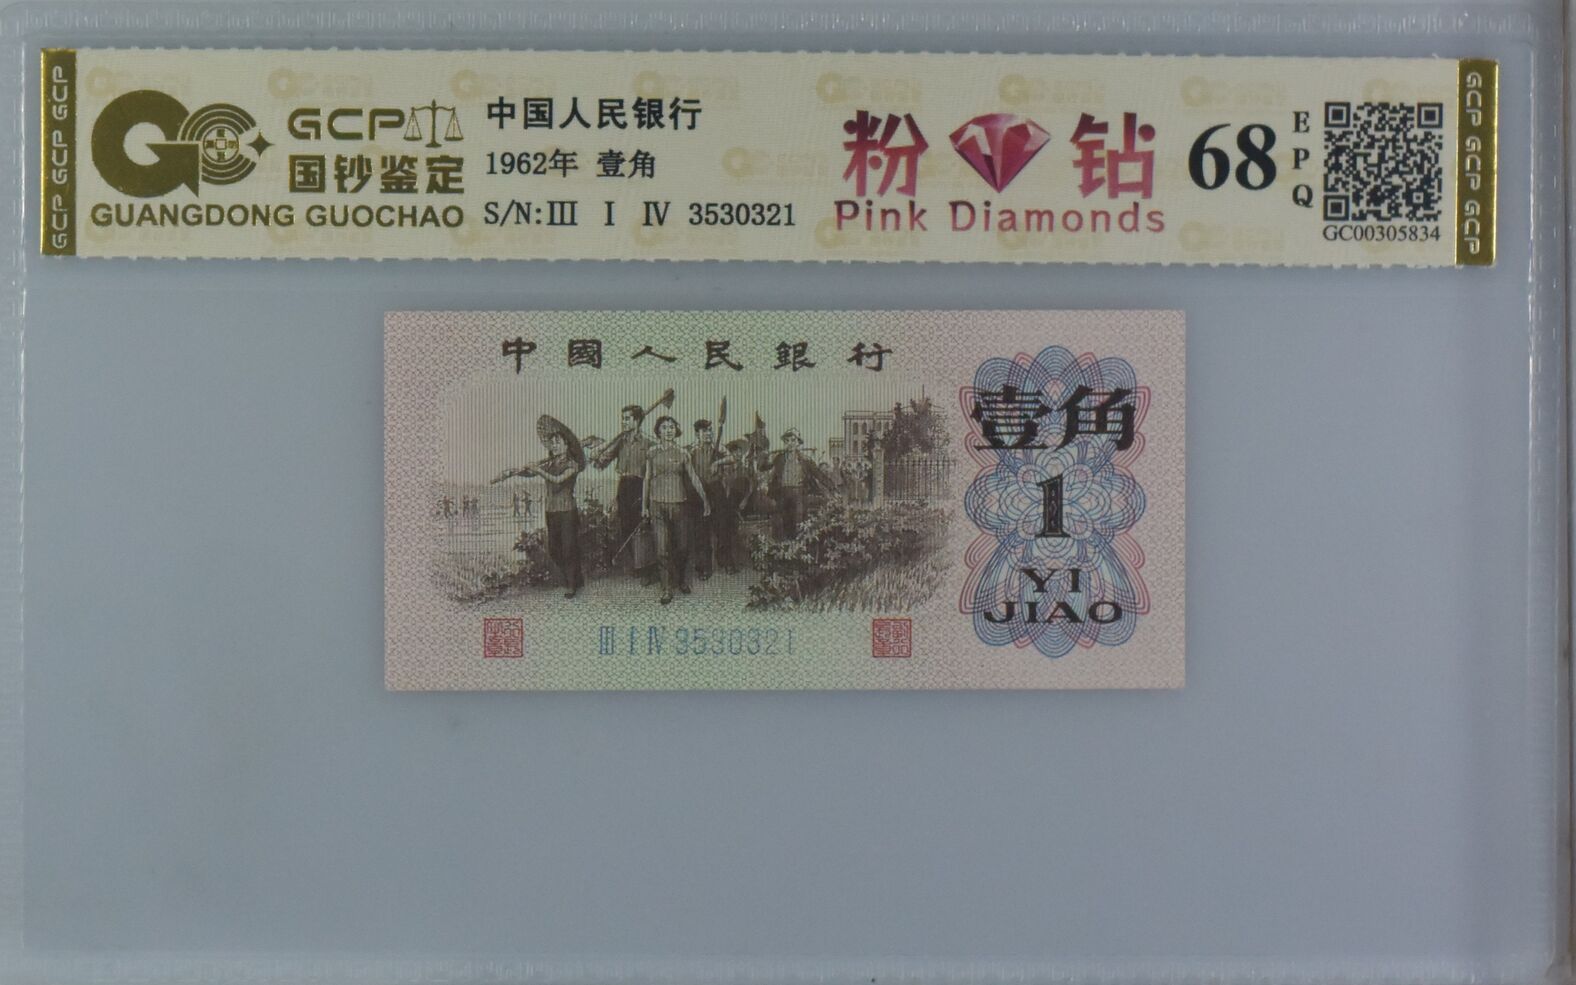 GCP
国钞鉴定
GUANGDONG GUOCHAO
中国人民银行
1962年 壹角
S/N:Ⅲ Ⅰ Ⅳ 3530321
粉钻
Pink Diamonds
68
EPQ
GC00305834
GCP GCP GCP
GCP GCP GCP
中國人民銀行
壹角
1
YI
JIAO
Ⅲ Ⅰ Ⅳ 3530321